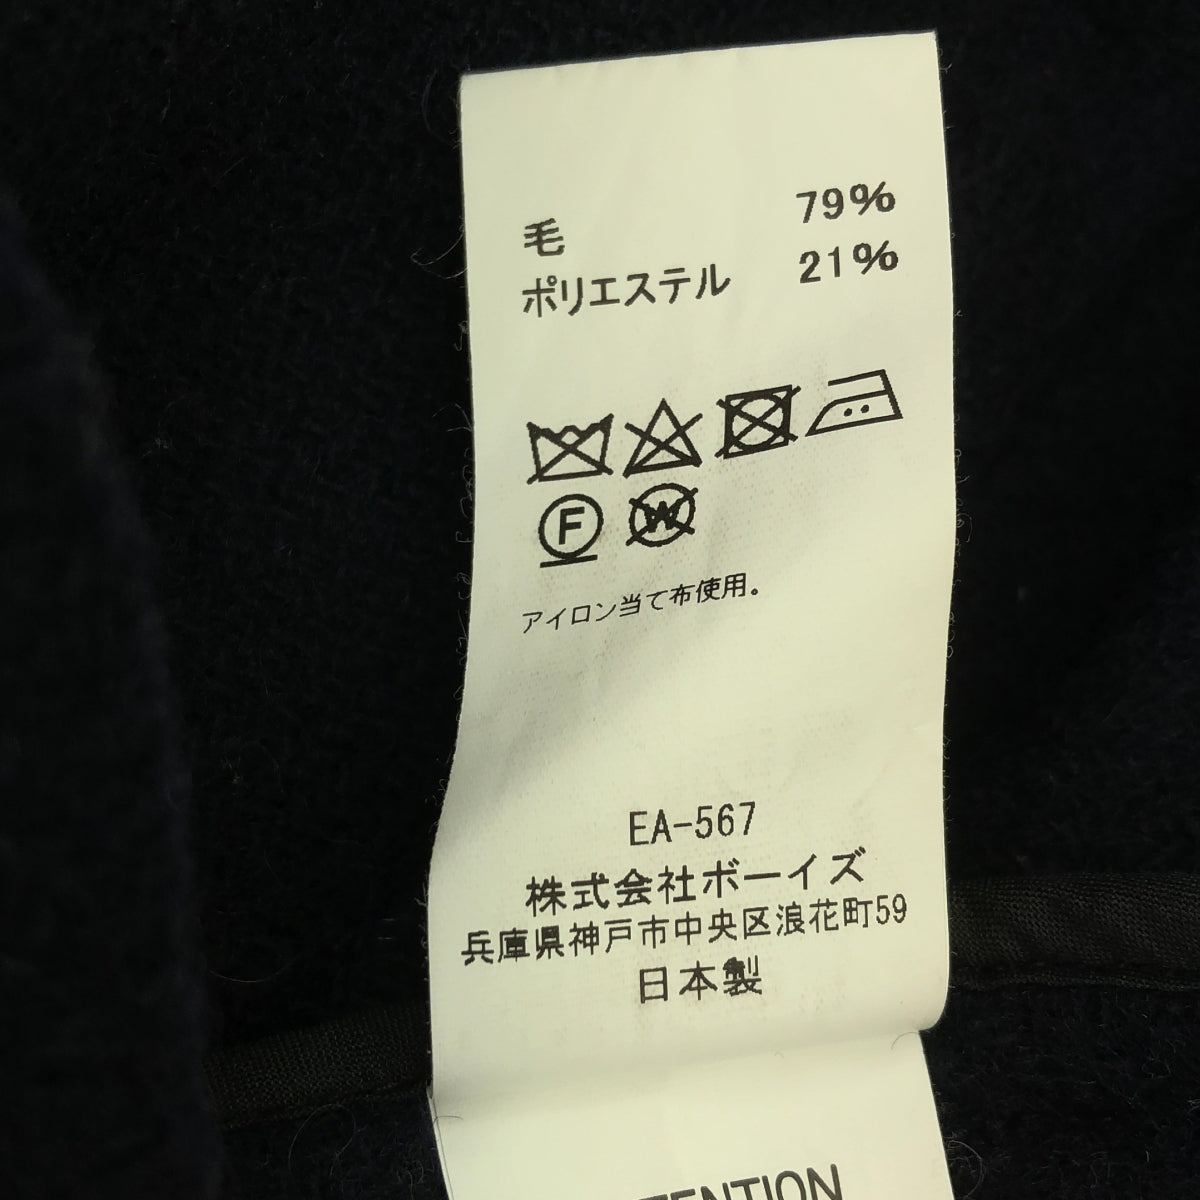 毛 79%
ポリエステル 21%
F W
アイロン当て布使用。
EA-567
株式会社ボーイズ
兵庫県神戸市中央区浪花町59
日本製